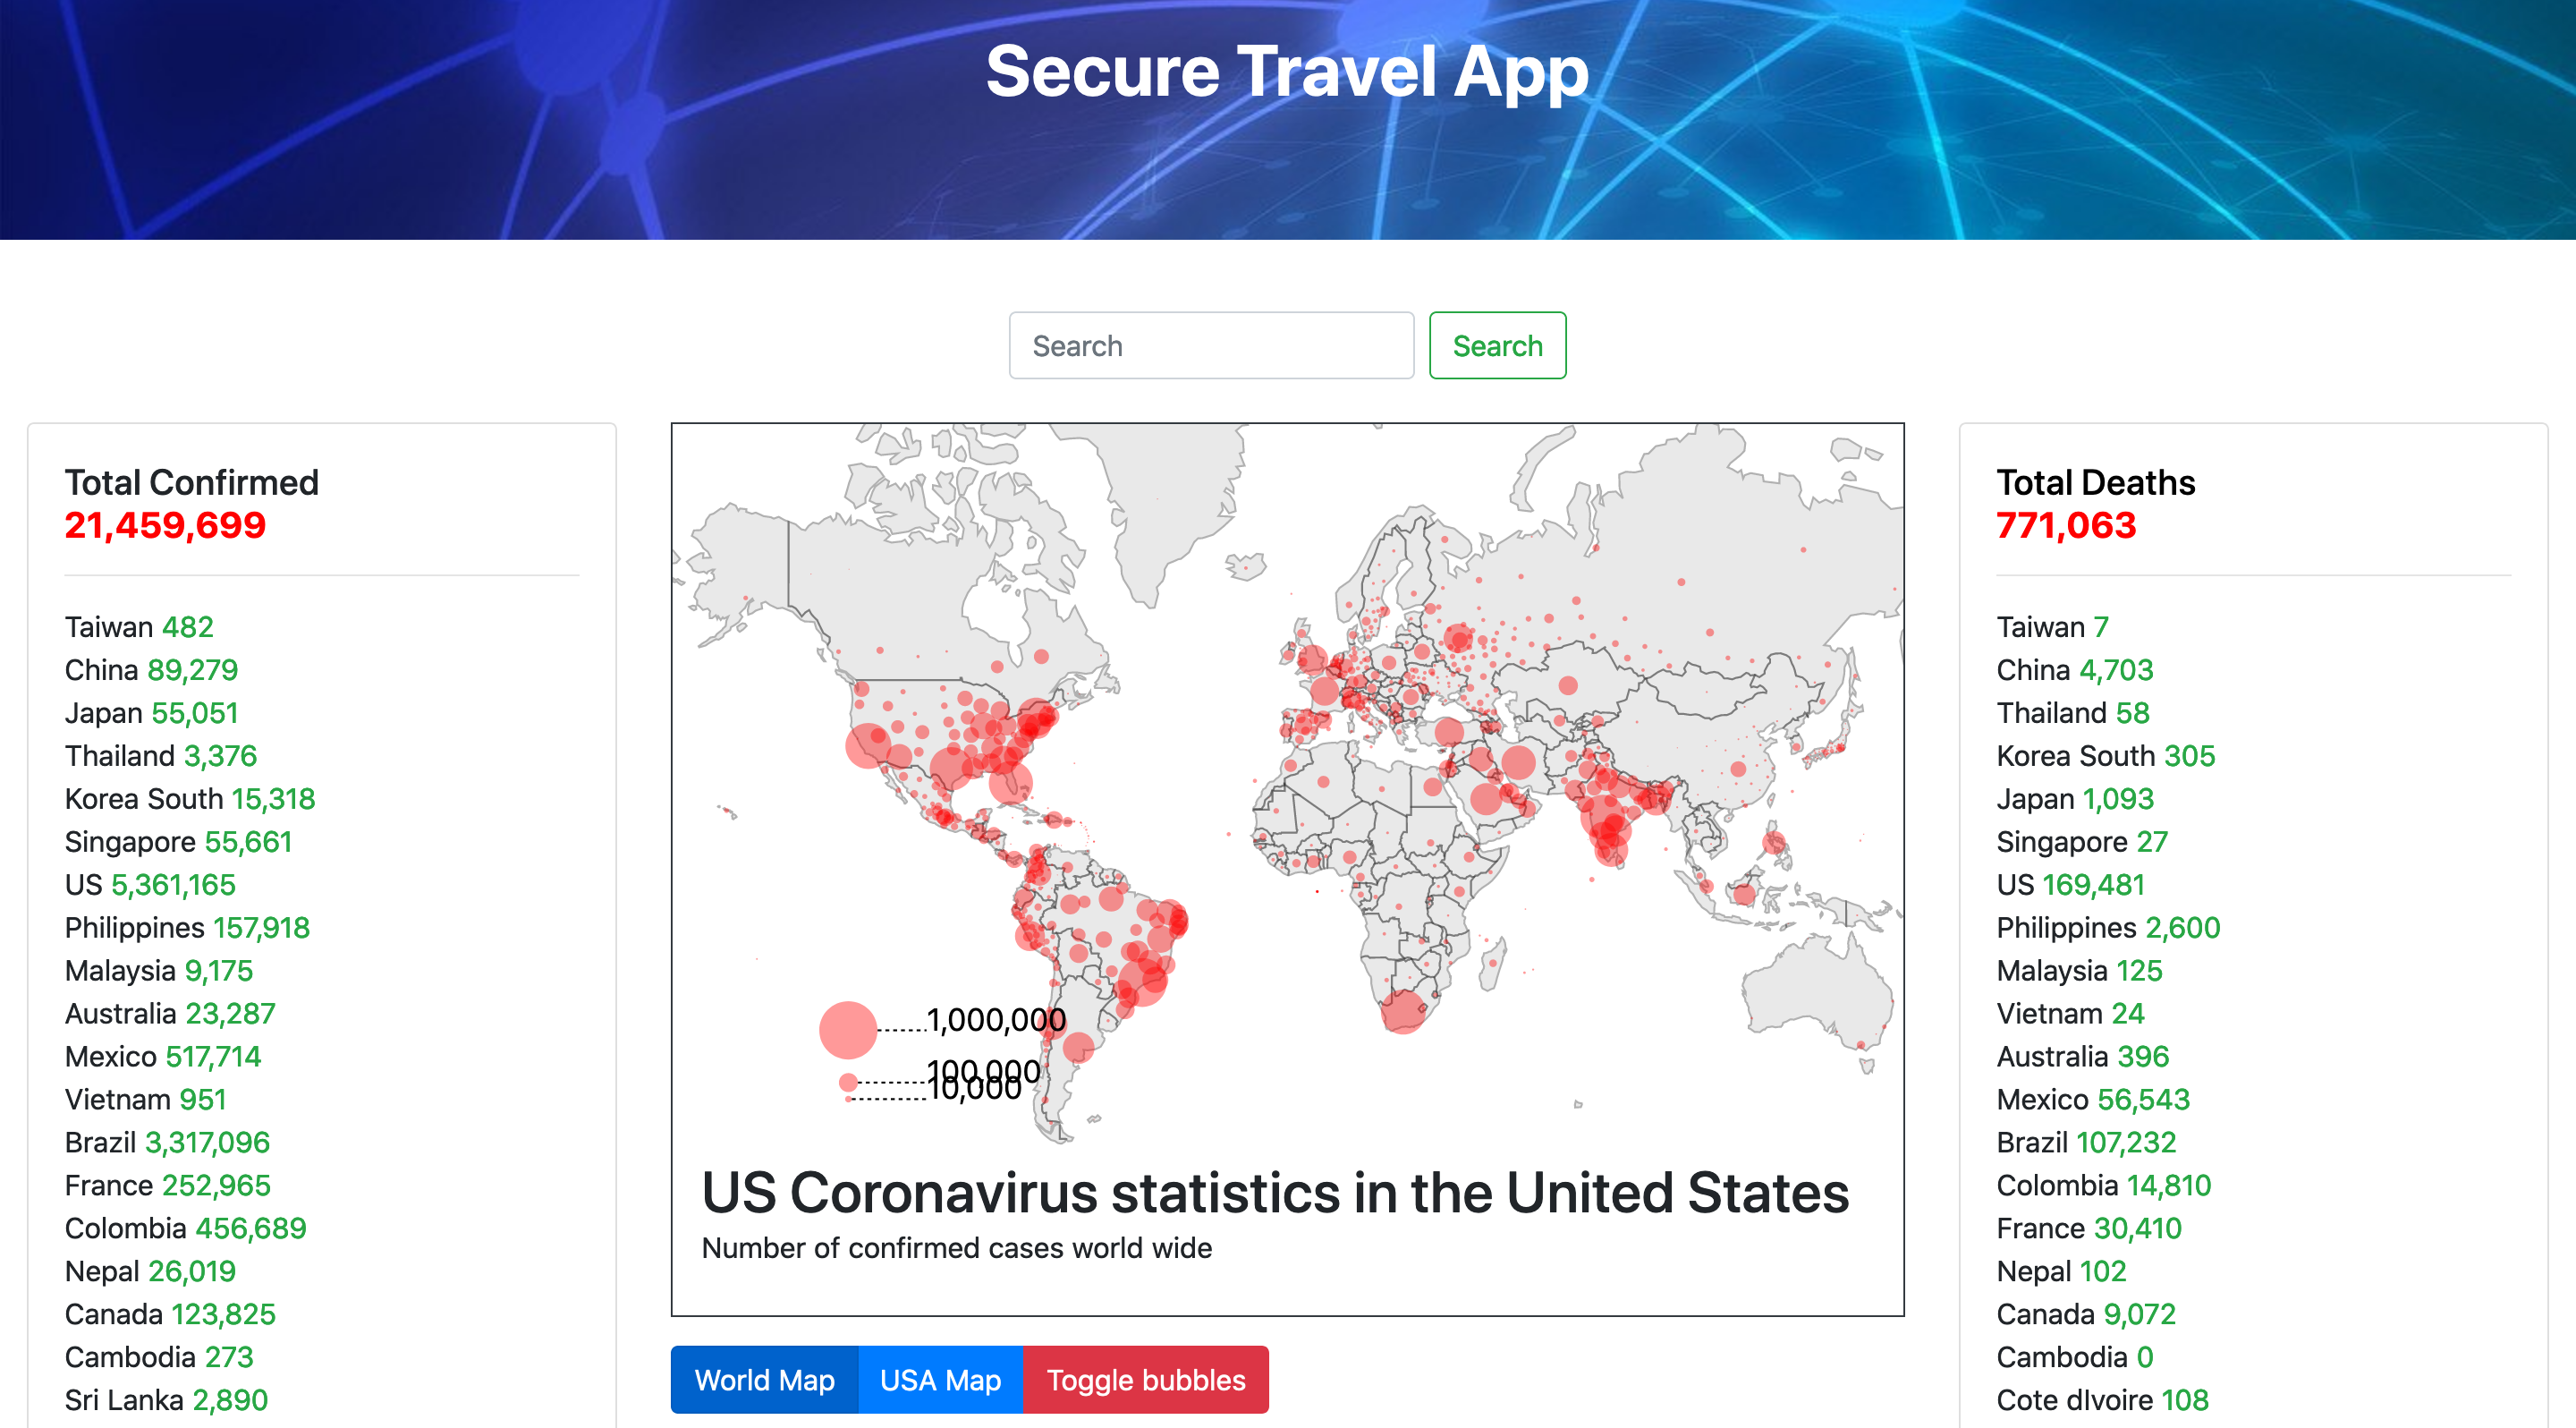 Secure Travel App
Search
Search
Total Confirmed
21,459,699
Taiwan 482
China 89,279
Japan 55,051
Thailand 3,376
Korea South 15,318
Singapore 55,661
US 5,361,165
Philippines 157,918
Malaysia 9,175
Australia 23,287
Mexico 517,714
Vietnam 951
Brazil 3,317,096
France 252,965
Colombia 456,689
Nepal 26,019
Canada 123,825
Cambodia 273
Sri Lanka 2,890
1,000,000
100,000
10,000
US Coronavirus statistics in the United States
Number of confirmed cases world wide
World Map
USA Map
Toggle bubbles
Total Deaths
771,063
Taiwan 7
China 4,703
Thailand 58
Korea South 305
Japan 1,093
Singapore 27
US 169,481
Philippines 2,600
Malaysia 125
Vietnam 24
Australia 396
Mexico 56,543
Brazil 107,232
Colombia 14,810
France 30,410
Nepal 102
Canada 9,072
Cambodia 0
Cote dIvoire 108